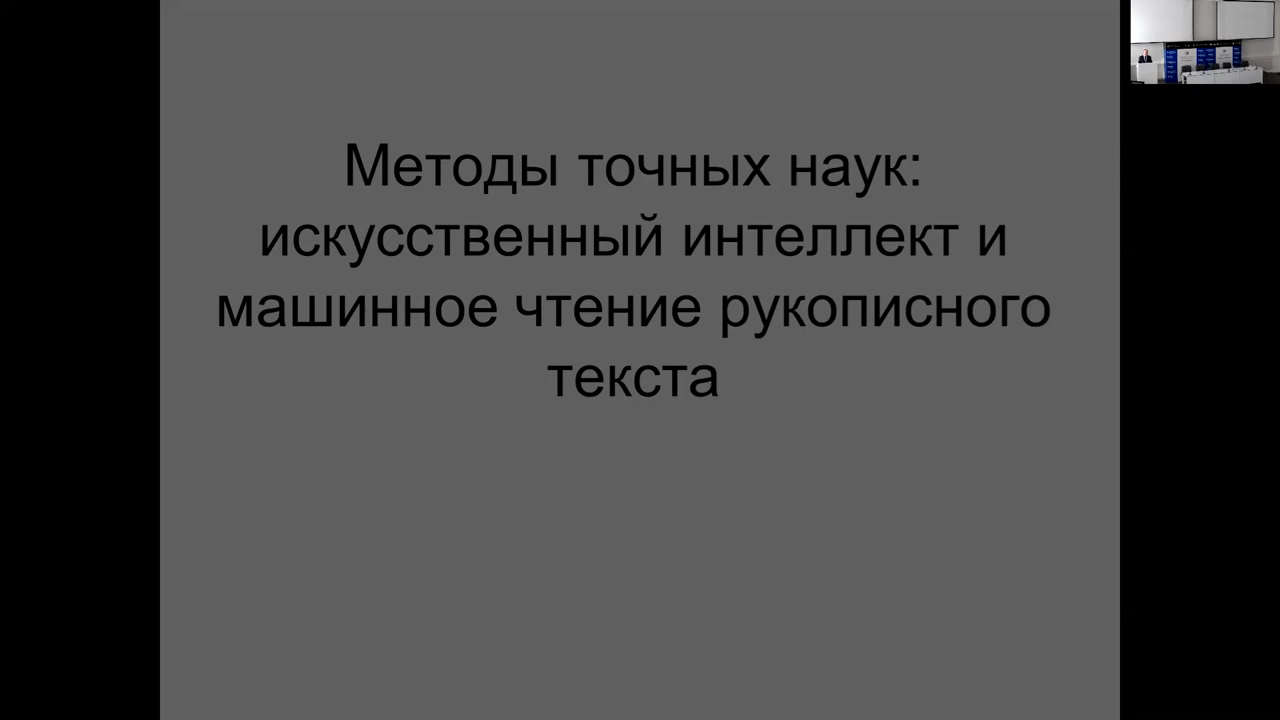 Методы точных наук:
искусственный интеллект и
машинное чтение рукописного
текста